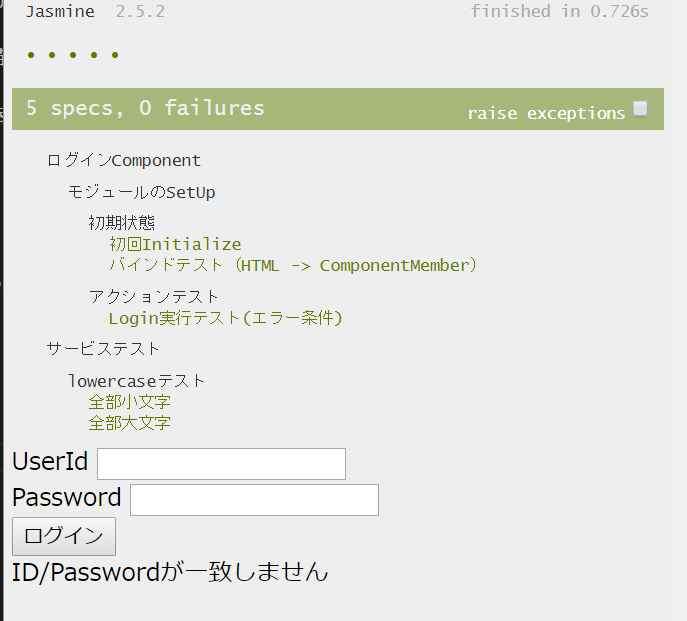 Jasmine 2.5.2 finished in 0.726s
5 specs, 0 failures raise exceptions
ログインComponent
モジュールのSetUp
初期状態
初回Initialize
バインドテスト（HTML -> ComponentMember）
アクションテスト
Login実行テスト(エラー条件)
サービステスト
lowercaseテスト
全部小文字
全部大文字
UserId
Password
ログイン
ID/Passwordが一致しません